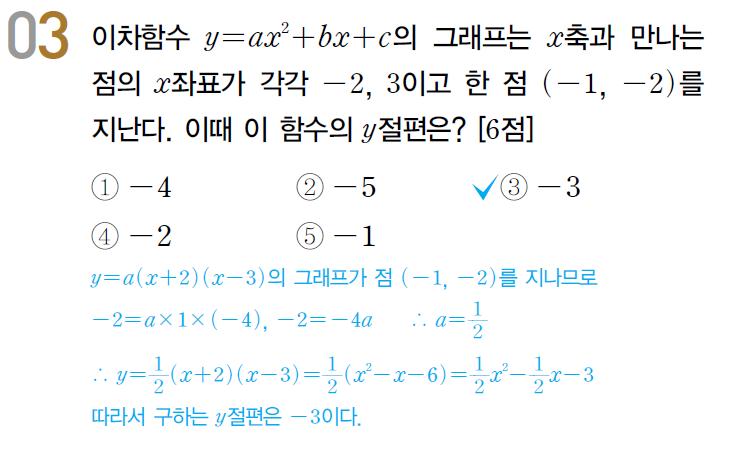 03 이차함수 y=ax²+bx+c의 그래프는 x축과 만나는
점의 x좌표가 각각 −2, 3이고 한 점 (−1, −2)를
지난다. 이때 이 함수의 y절편은? [6점]
① −4 ② −5 ③ −3
④ −2 ⑤ −1
y=a(x+2)(x−3)의 그래프가 점 (−1, −2)를 지나므로
−2=a×1×(−4), −2=−4a ∴ a=1/2
∴ y=1/2(x+2)(x−3)=1/2(x²−x−6)=1/2x²−1/2x−3
따라서 구하는 y절편은 −3이다.